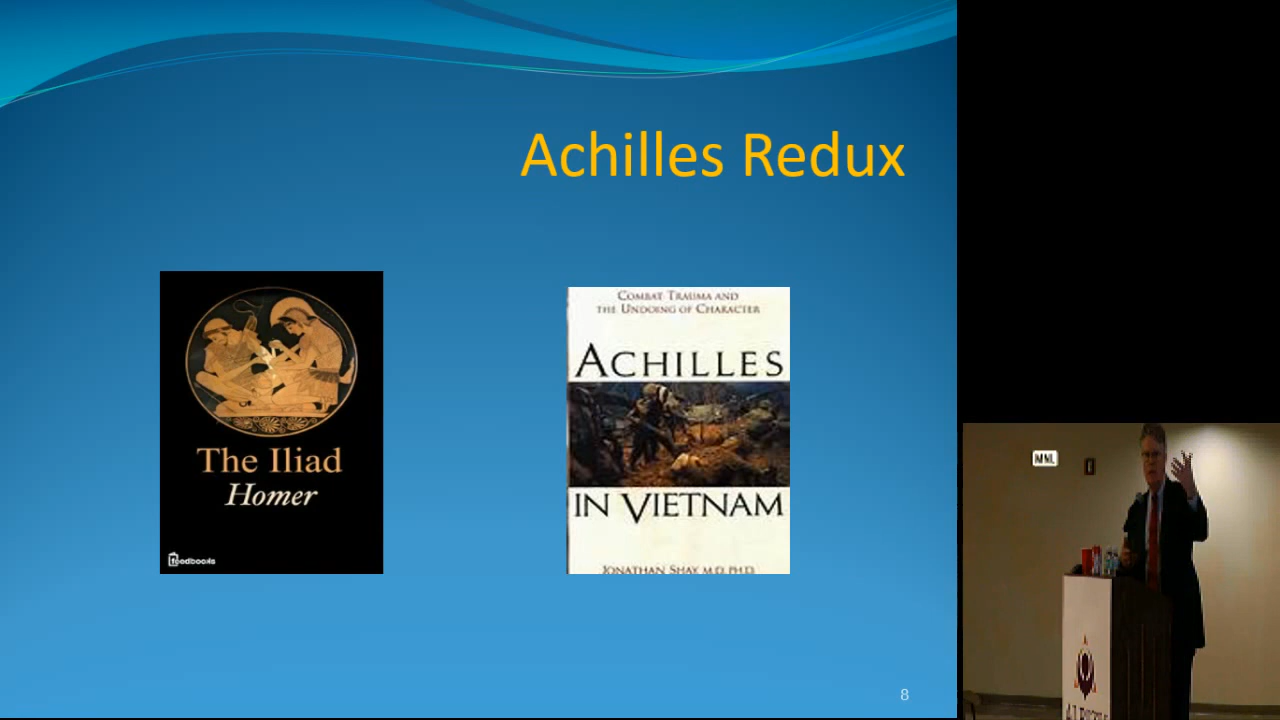 Achilles Redux
The Iliad
Homer
feedbooks
COMBAT TRAUMA AND
THE UNDOING OF CHARACTER
ACHILLES
IN VIETNAM
JONATHAN SHAY, M.D., PH.D.
8
MNL